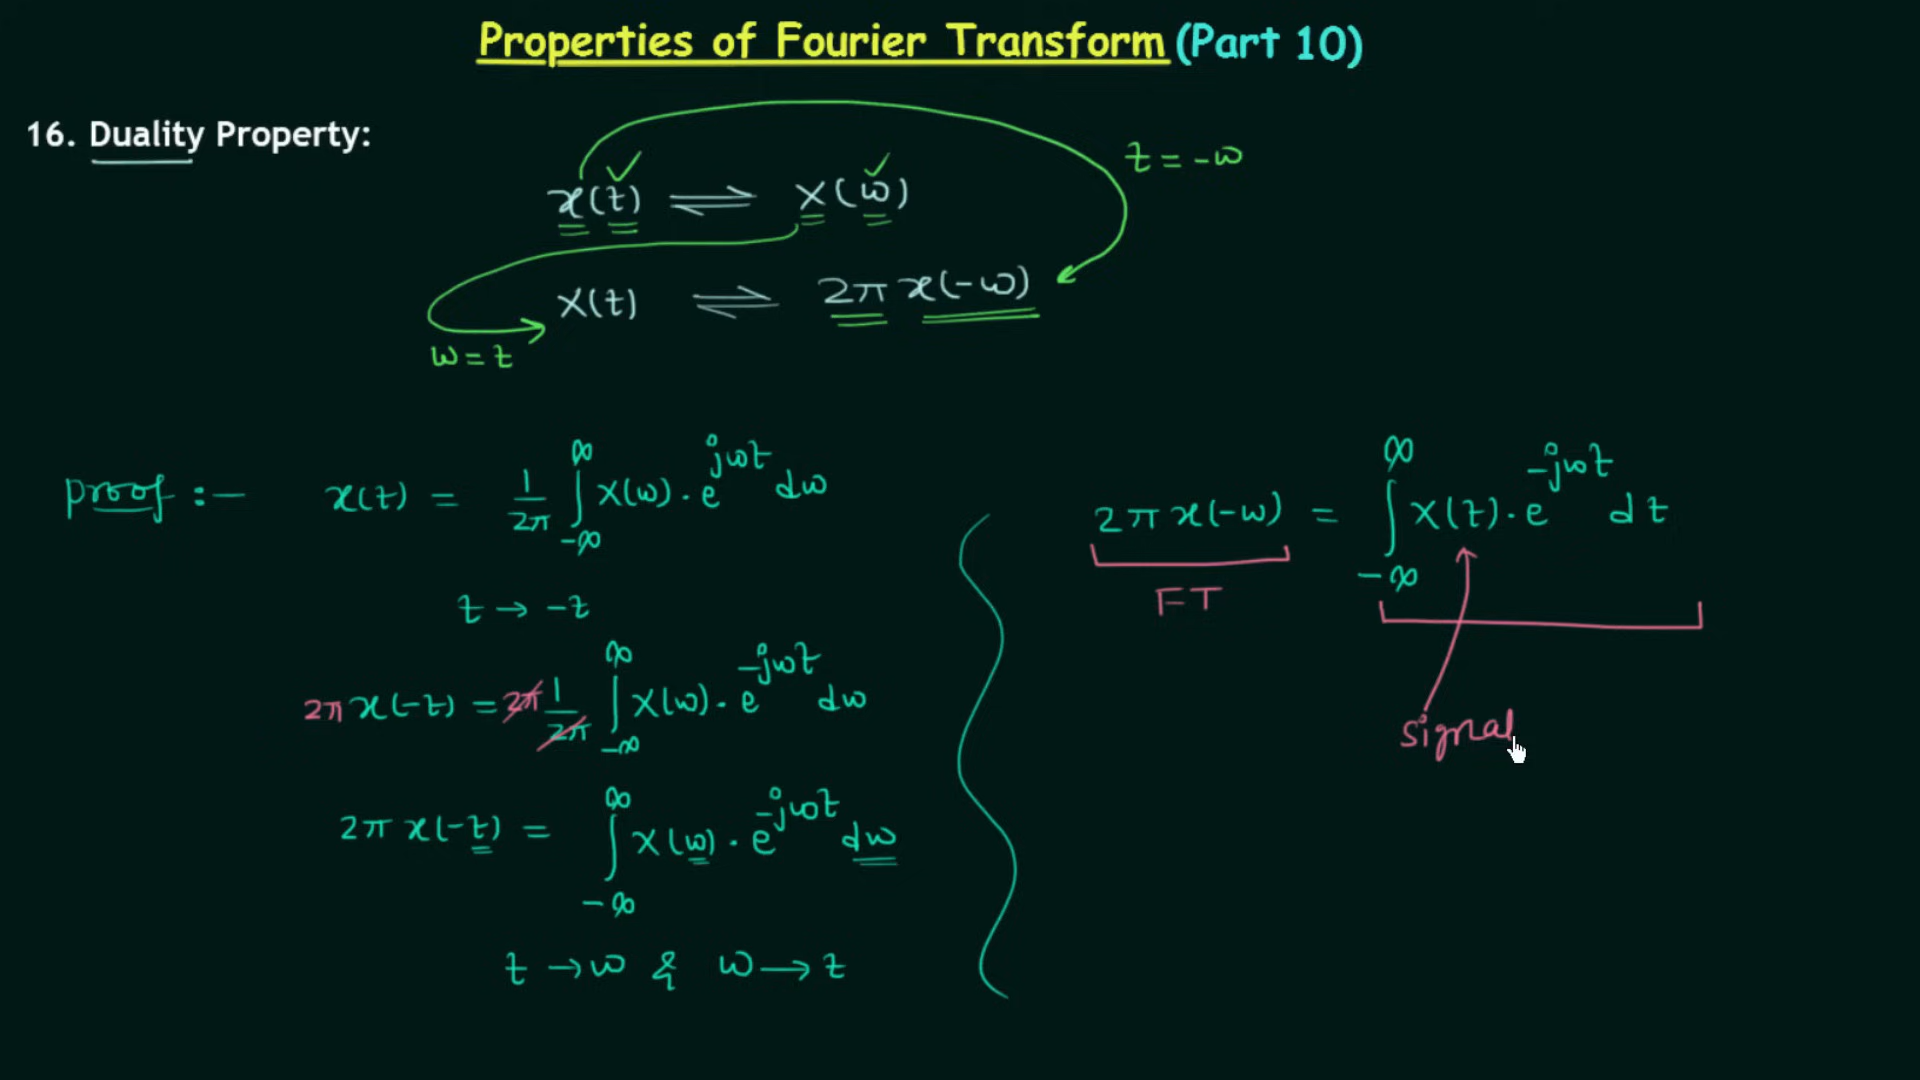 Properties of Fourier Transform (Part 10)
16. Duality Property:
t = -ω
x(t) ⇌ X(ω)
X(t) ⇌ 2π x(-ω)
ω = t
Proof :- x(t) = 1/2π ∫_{-∞}^{∞} X(ω) · e^{jωt} dω
t → -t
2π x(-t) = 2π 1/2π ∫_{-∞}^{∞} X(ω) · e^{-jωt} dω
2π x(-t) = ∫_{-∞}^{∞} X(ω) · e^{-jωt} dω
t → ω & ω → t
2π x(-ω) = ∫_{-∞}^{∞} X(t) · e^{-jωt} dt
FT
signal